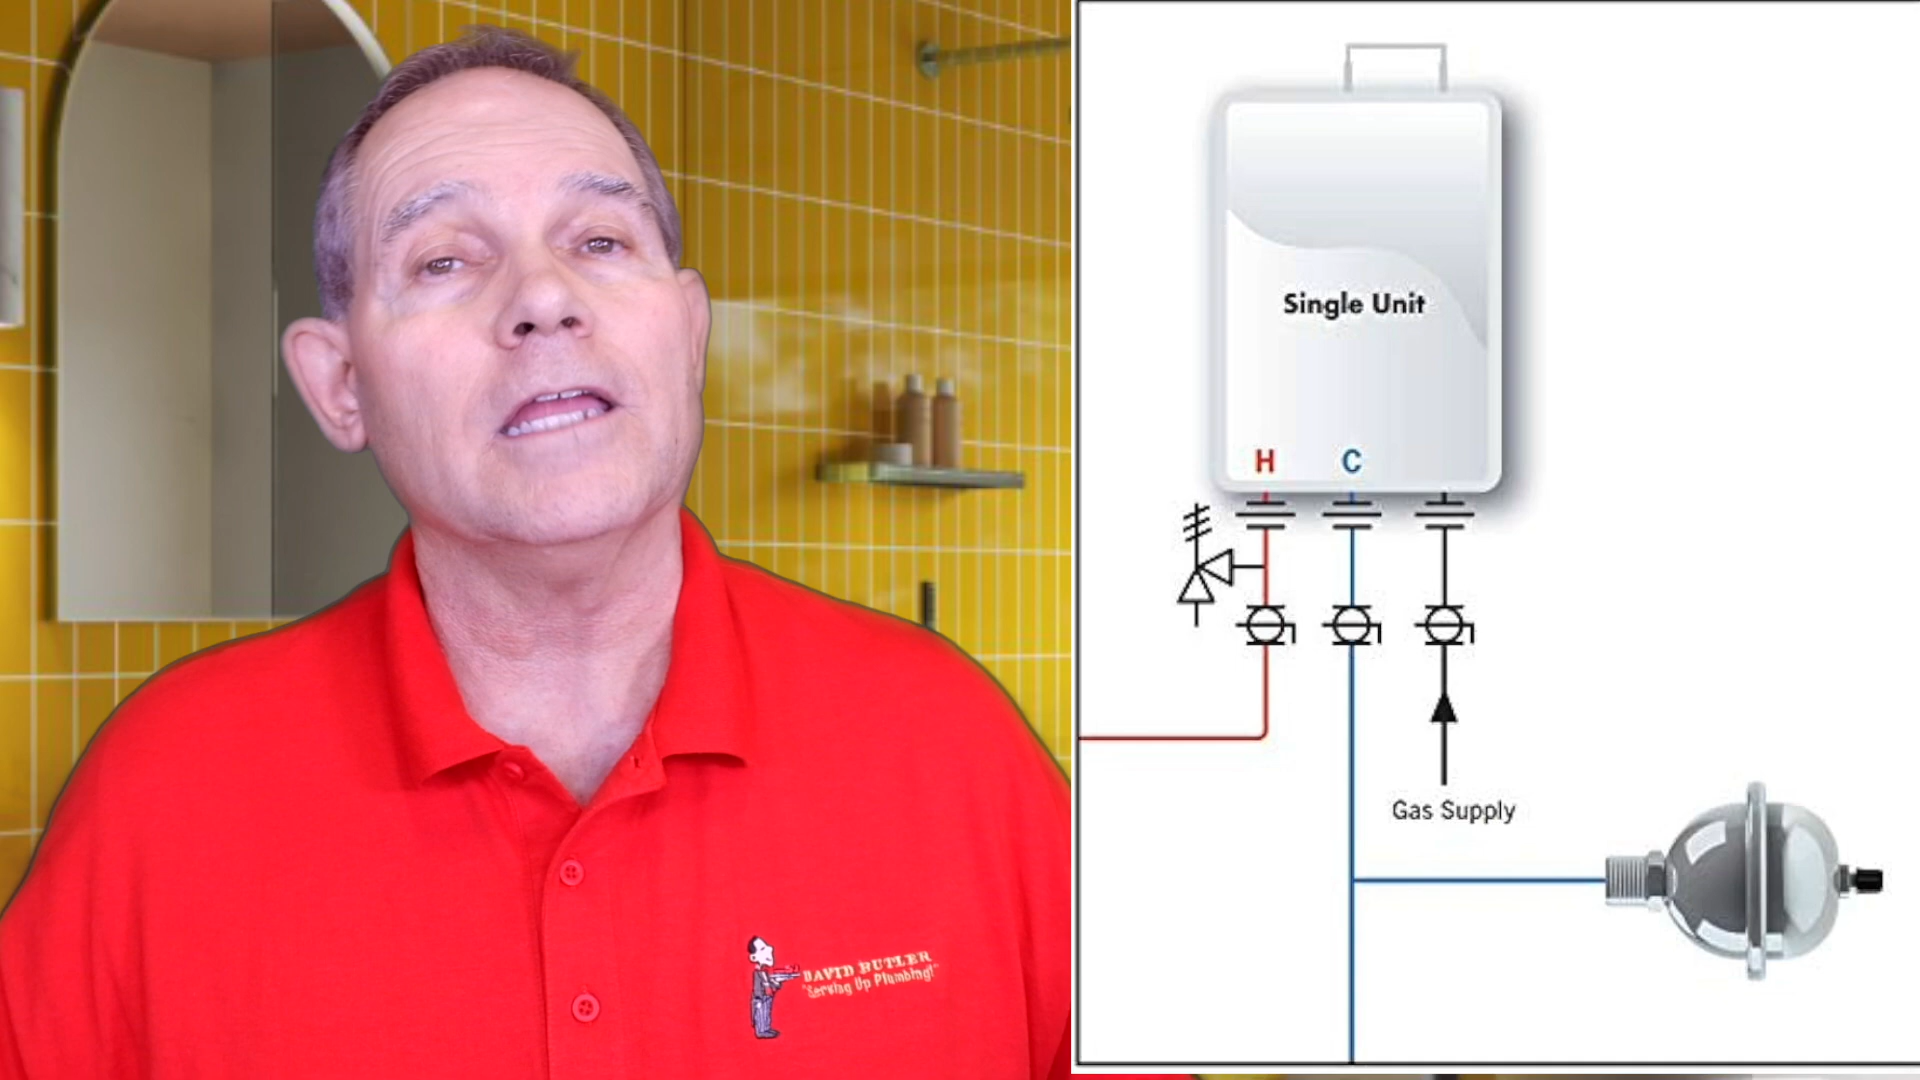 Single Unit
H C
Gas Supply
DAVID BUTLER
"Serving Up Plumbing!"